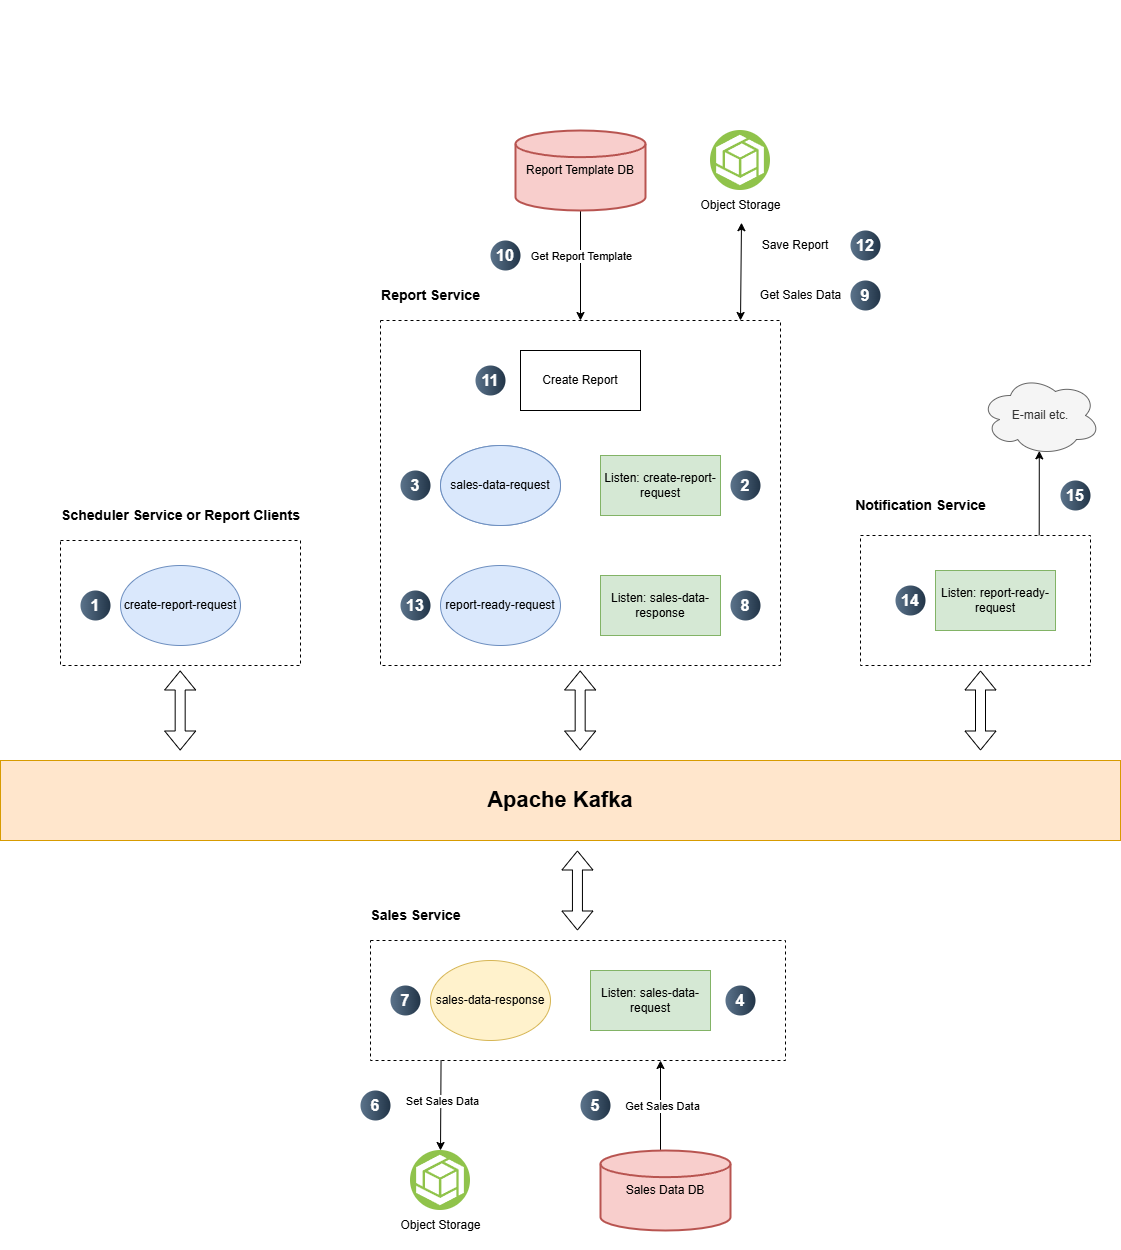 Report Template DB
Object Storage
10
Get Report Template
Save Report
12
Get Sales Data
9
Report Service
11
Create Report
3
sales-data-request
Listen: create-report-
request
2
13
report-ready-request
Listen: sales-data-
response
8
Scheduler Service or Report Clients
1
create-report-request
E-mail etc.
15
Notification Service
14
Listen: report-ready-
request
Apache Kafka
Sales Service
7
sales-data-response
Listen: sales-data-
request
4
6
Set Sales Data
5
Get Sales Data
Object Storage
Sales Data DB